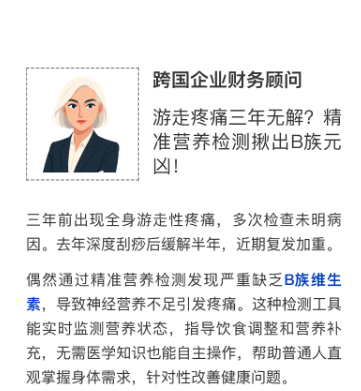 跨国企业财务顾问
游走疼痛三年无解？精
准营养检测揪出B族元
凶！
三年前出现全身游走性疼痛，多次检查未明病
因。去年深度刮痧后缓解半年，近期复发加重。
偶然通过精准营养检测发现严重缺乏B族维生
素，导致神经营养不足引发疼痛。这种检测工具
能实时监测营养状态，指导饮食调整和营养补
充，无需医学知识也能自主操作，帮助普通人直
观掌握身体需求，针对性改善健康问题。